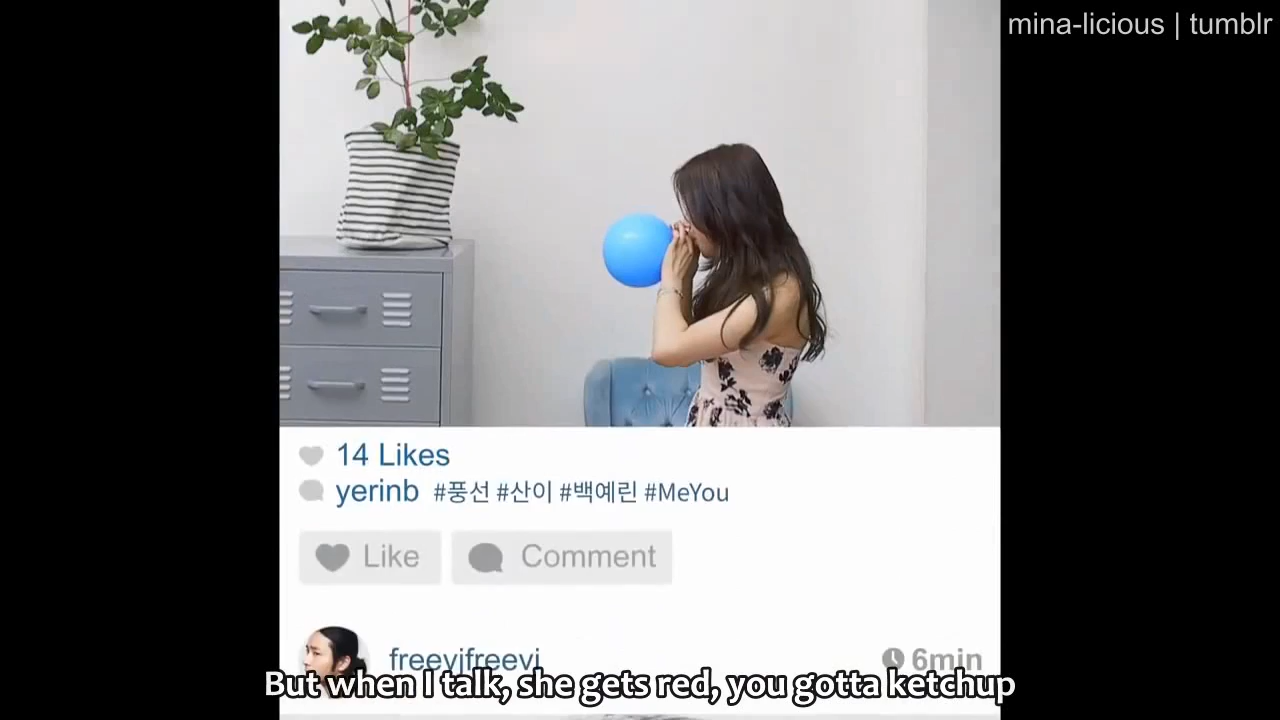 mina-licious | tumblr
14 Likes
yerinb #풍선 #산이 #백예린 #MeYou
Like Comment
freevjfreevj 6min
But when I talk, she gets red, you gotta ketchup